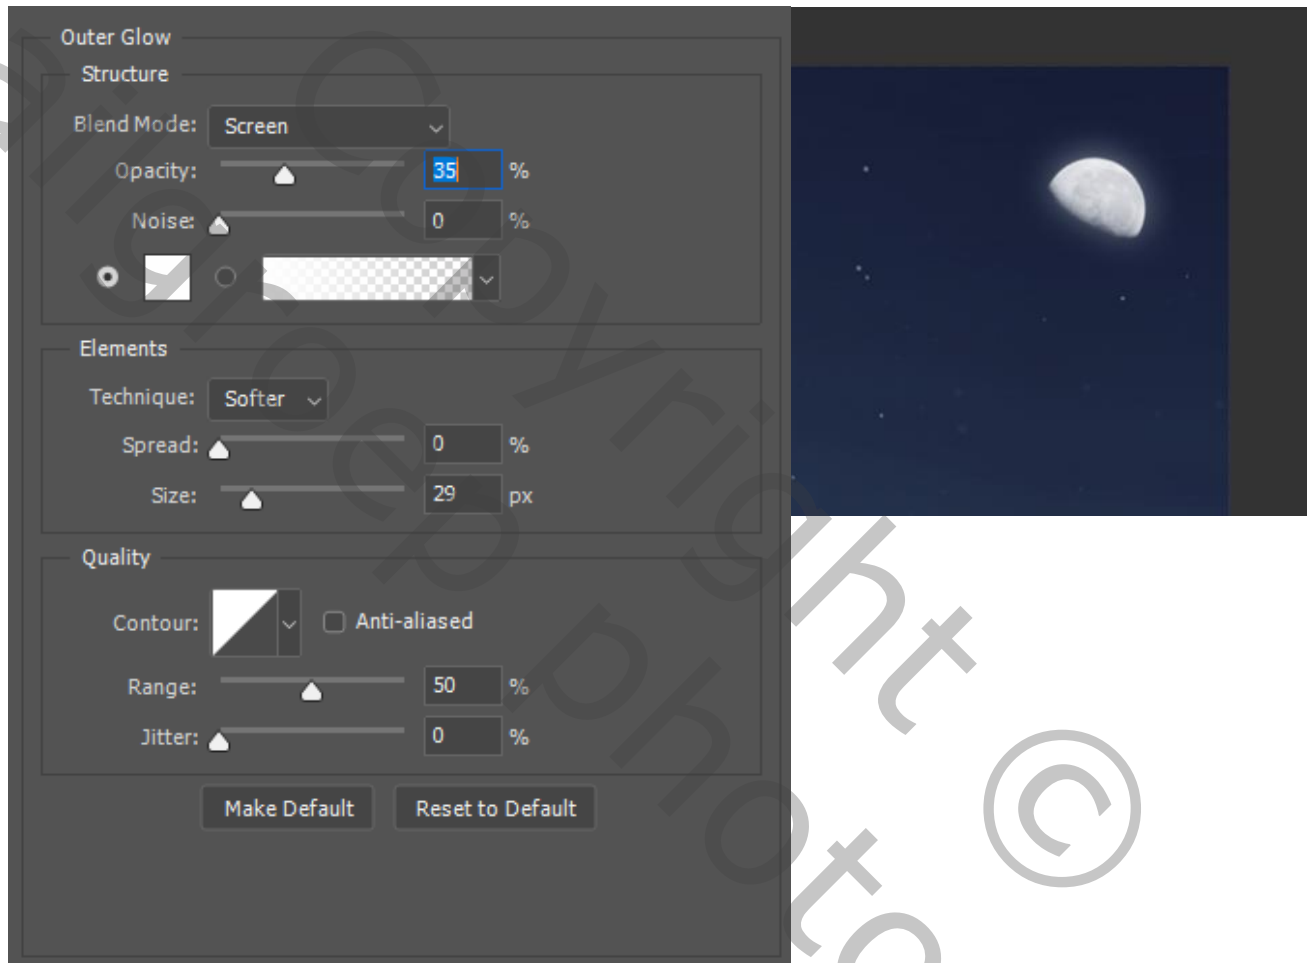 Outer Glow
Structure
Blend Mode: Screen
Opacity: 35 %
Noise: 0 %
Elements
Technique: Softer
Spread: 0 %
Size: 29 px
Quality
Contour: Anti-aliased
Range: 50 %
Jitter: 0 %
Make Default Reset to Default
Copyright ©
photo